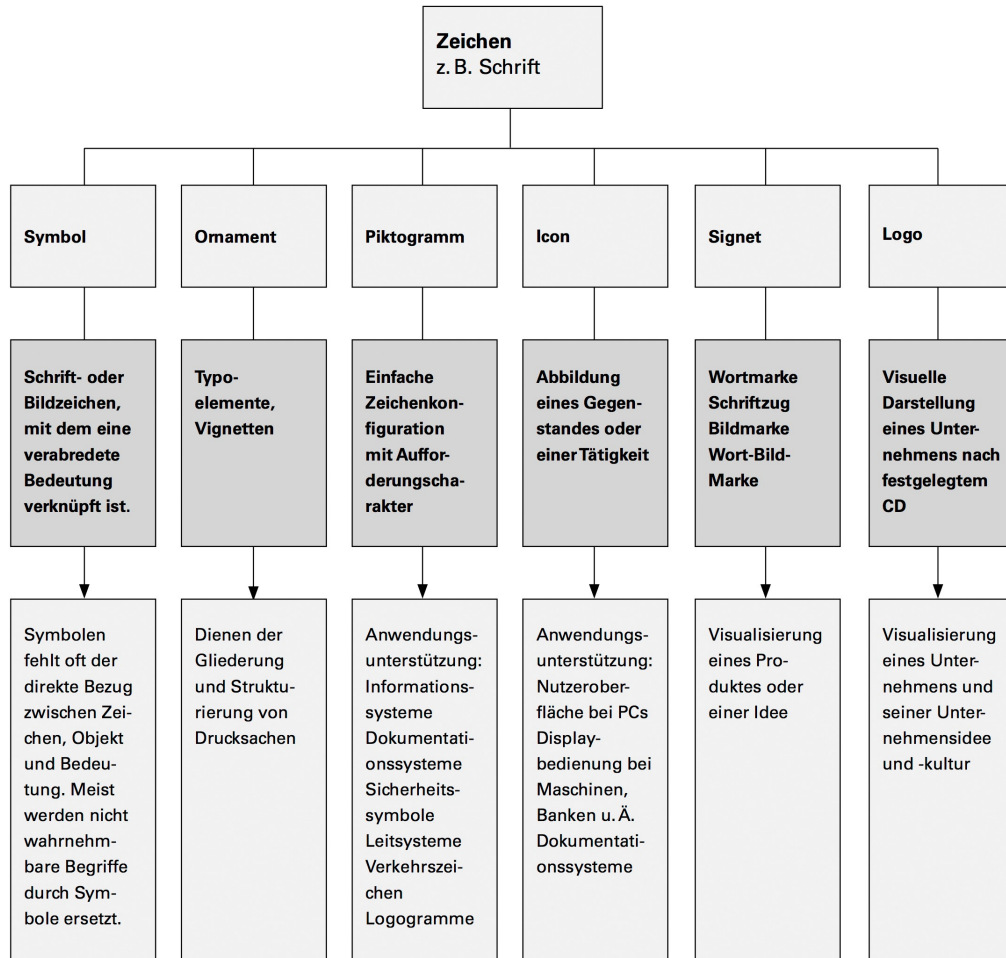 Zeichen
z. B. Schrift
Symbol
Ornament
Piktogramm
Icon
Signet
Logo
Schrift- oder
Bildzeichen,
mit dem eine
verabredete
Bedeutung
verknüpft ist.
Typo-
elemente,
Vignetten
Einfache
Zeichenkon-
figuration
mit Auffor-
derungscha-
rakter
Abbildung
eines Gegen-
standes oder
einer Tätigkeit
Wortmarke
Schriftzug
Bildmarke
Wort-Bild-
Marke
Visuelle
Darstellung
eines Unter-
nehmens nach
festgelegtem
CD
Symbolen
fehlt oft der
direkte Bezug
zwischen Zei-
chen, Objekt
und Bedeu-
tung. Meist
werden nicht
wahrnehm-
bare Begriffe
durch Sym-
bole ersetzt.
Dienen der
Gliederung
und Struktu-
rierung von
Drucksachen
Anwendungs-
unterstützung:
Informations-
systeme
Dokumentati-
onssysteme
Sicherheits-
symbole
Leitsysteme
Verkehrszei-
chen
Logogramme
Anwendungs-
unterstützung:
Nutzerober-
fläche bei PCs
Display-
bedienung bei
Maschinen,
Banken u. Ä.
Dokumentati-
onssysteme
Visualisierung
eines Pro-
duktes oder
einer Idee
Visualisierung
eines Unter-
nehmens und
seiner Unter-
nehmensidee
und -kultur